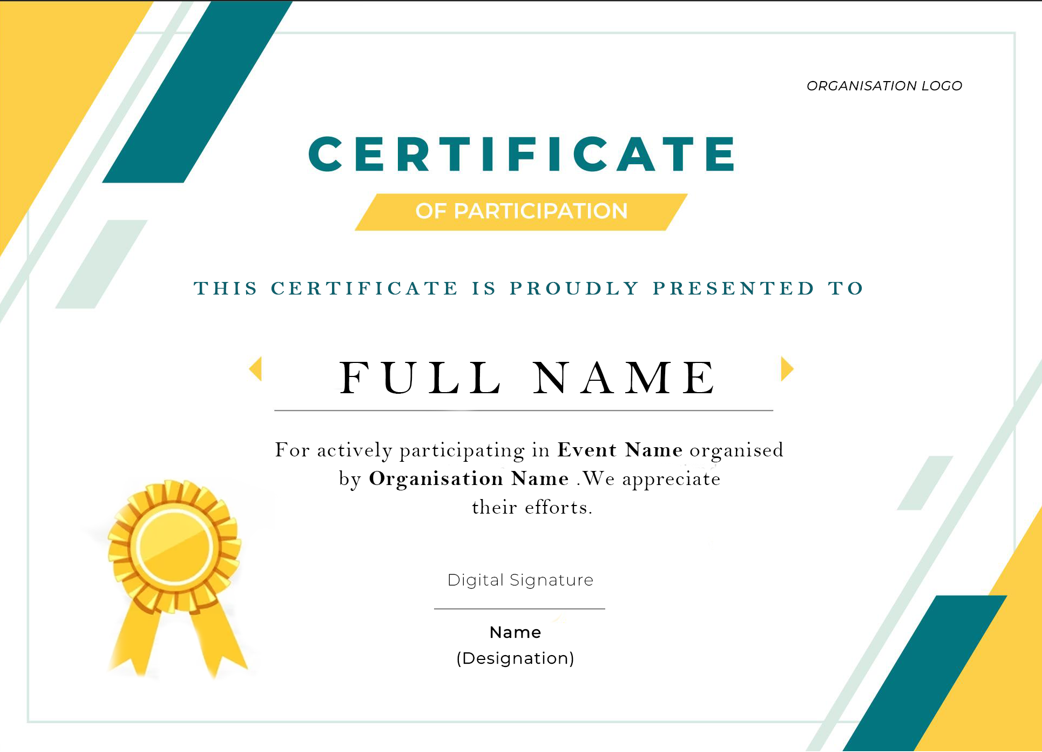 ORGANISATION LOGO
CERTIFICATE
OF PARTICIPATION
THIS CERTIFICATE IS PROUDLY PRESENTED TO
FULL NAME
For actively participating in Event Name organised
by Organisation Name .We appreciate
their efforts.
Digital Signature
Name
(Designation)